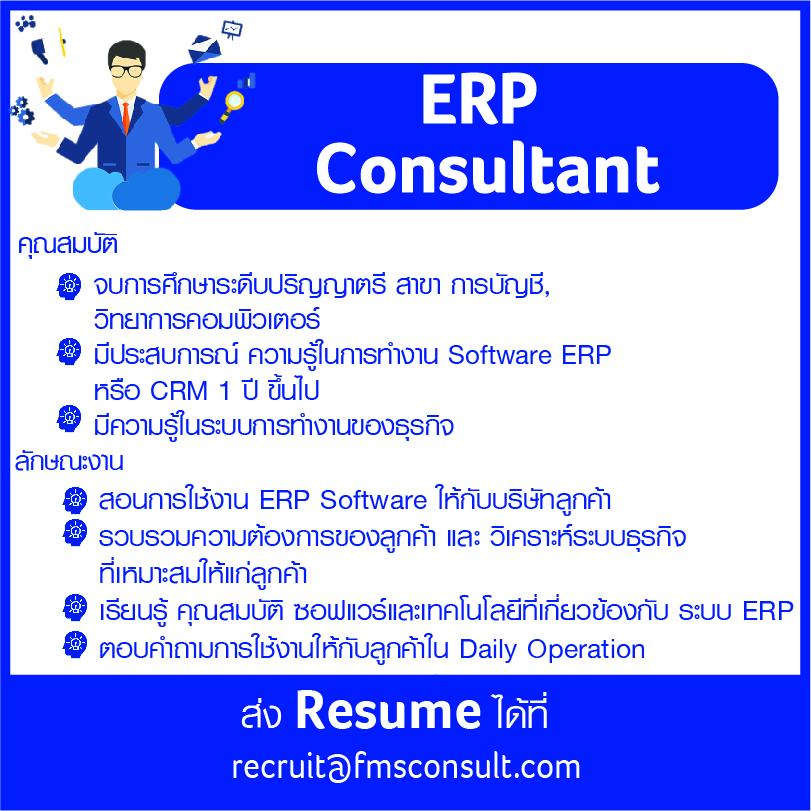 ERP
Consultant
คุณสมบัติ
จบการศึกษาระดีบปริญญาตรี สาขา การบัญชี,
วิทยาการคอมพิวเตอร์
มีประสบการณ์ ความรู้ในการทำงาน Software ERP
หรือ CRM 1 ปี ขึ้นไป
มีความรู้ในระบบการทำงานของธุรกิจ
ลักษณะงาน
สอนการใช้งาน ERP Software ให้กับบริษัทลูกค้า
รวบรวมความต้องการของลูกค้า และ วิเคราะห์ระบบธุรกิจ
ที่เหมาะสมให้แก่ลูกค้า
เรียนรู้ คุณสมบัติ ซอฟแวร์และเทคโนโลยีที่เกี่ยวข้องกับ ระบบ ERP
ตอบคำถามการใช้งานให้กับลูกค้าใน Daily Operation
ส่ง Resume ได้ที่
recruit@fmsconsult.com